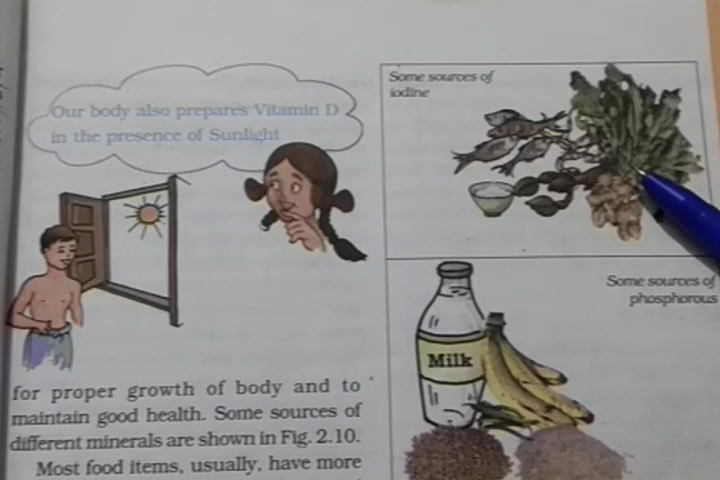 Our body also prepares Vitamin D
in the presence of Sunlight
for proper growth of body and to
maintain good health. Some sources of
different minerals are shown in Fig. 2.10.
Most food items, usually, have more
Some sources of
iodine
Some sources of
phosphorous
Milk